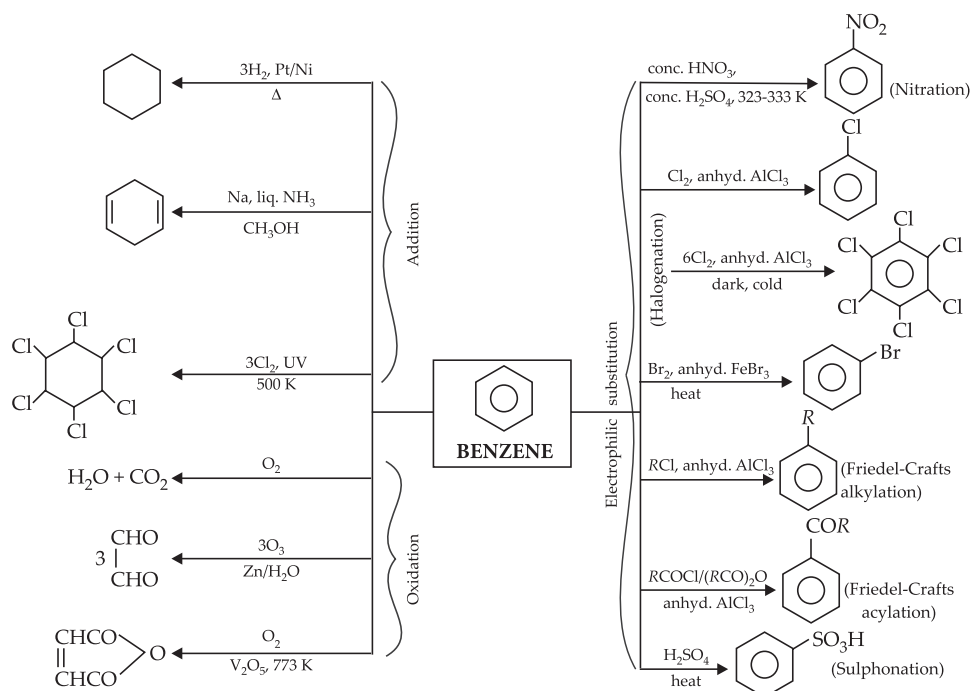 3H₂, Pt/Ni
Δ
Na, liq. NH₃
CH₃OH
Cl
Cl
Cl
Cl
Cl
Cl
3Cl₂, UV
500 K
Addition
H₂O + CO₂
O₂
3
CHO
CHO
3O₃
Zn/H₂O
CHCO
CHCO
O
O₂
V₂O₅, 773 K
Oxidation
BENZENE
Electrophilic substitution
(Halogenation)
conc. HNO₃,
conc. H₂SO₄, 323-333 K
NO₂
(Nitration)
Cl₂, anhyd. AlCl₃
Cl
6Cl₂, anhyd. AlCl₃
dark, cold
Cl
Cl
Cl
Cl
Cl
Cl
Br₂, anhyd. FeBr₃
heat
Br
RCl, anhyd. AlCl₃
R
(Friedel-Crafts
alkylation)
RCOCl/(RCO)₂O
anhyd. AlCl₃
COR
(Friedel-Crafts
acylation)
H₂SO₄
heat
SO₃H
(Sulphonation)